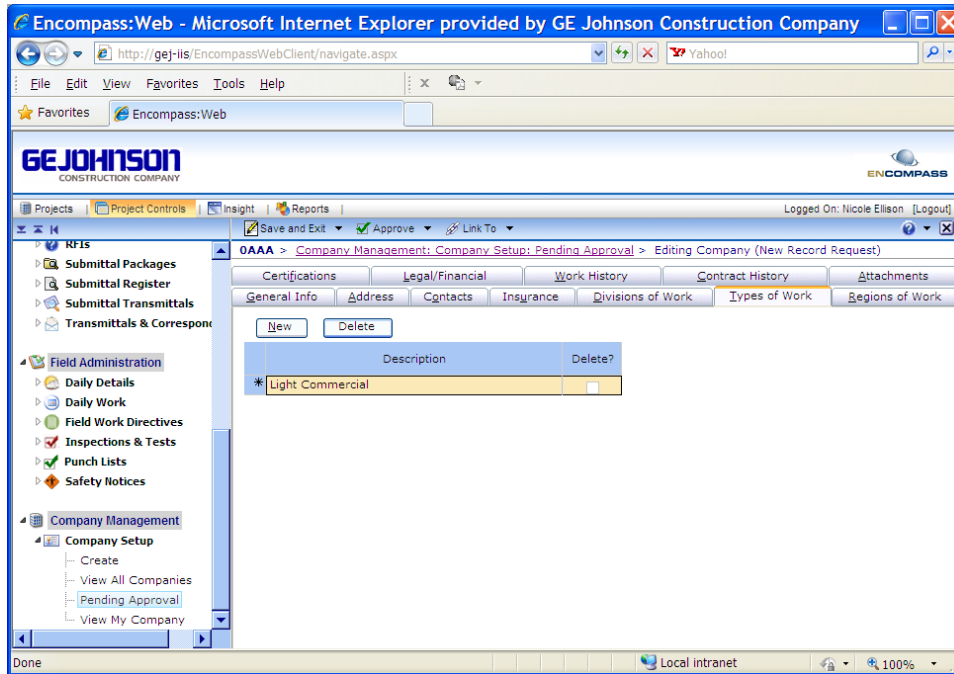 Encompass:Web - Microsoft Internet Explorer provided by GE Johnson Construction Company
http://gej-iis/EncompassWebClient/navigate.aspx
Yahoo!
File Edit View Favorites Tools Help
Favorites Encompass:Web
GE JOHNSON
CONSTRUCTION COMPANY
ENCOMPASS
Projects | Project Controls | Insight | Reports | Logged On: Nicole Ellison [Logout]
Save and Exit Approve Link To
RFIs
Submittal Packages
Submittal Register
Submittal Transmittals
Transmittals & Correspond
Field Administration
Daily Details
Daily Work
Field Work Directives
Inspections & Tests
Punch Lists
Safety Notices
Company Management
Company Setup
Create
View All Companies
Pending Approval
View My Company
0AAA > Company Management: Company Setup: Pending Approval > Editing Company (New Record Request)
Certifications Legal/Financial Work History Contract History Attachments
General Info Address Contacts Insurance Divisions of Work Types of Work Regions of Work
New Delete
Description Delete?
* Light Commercial
Done Local intranet 100%